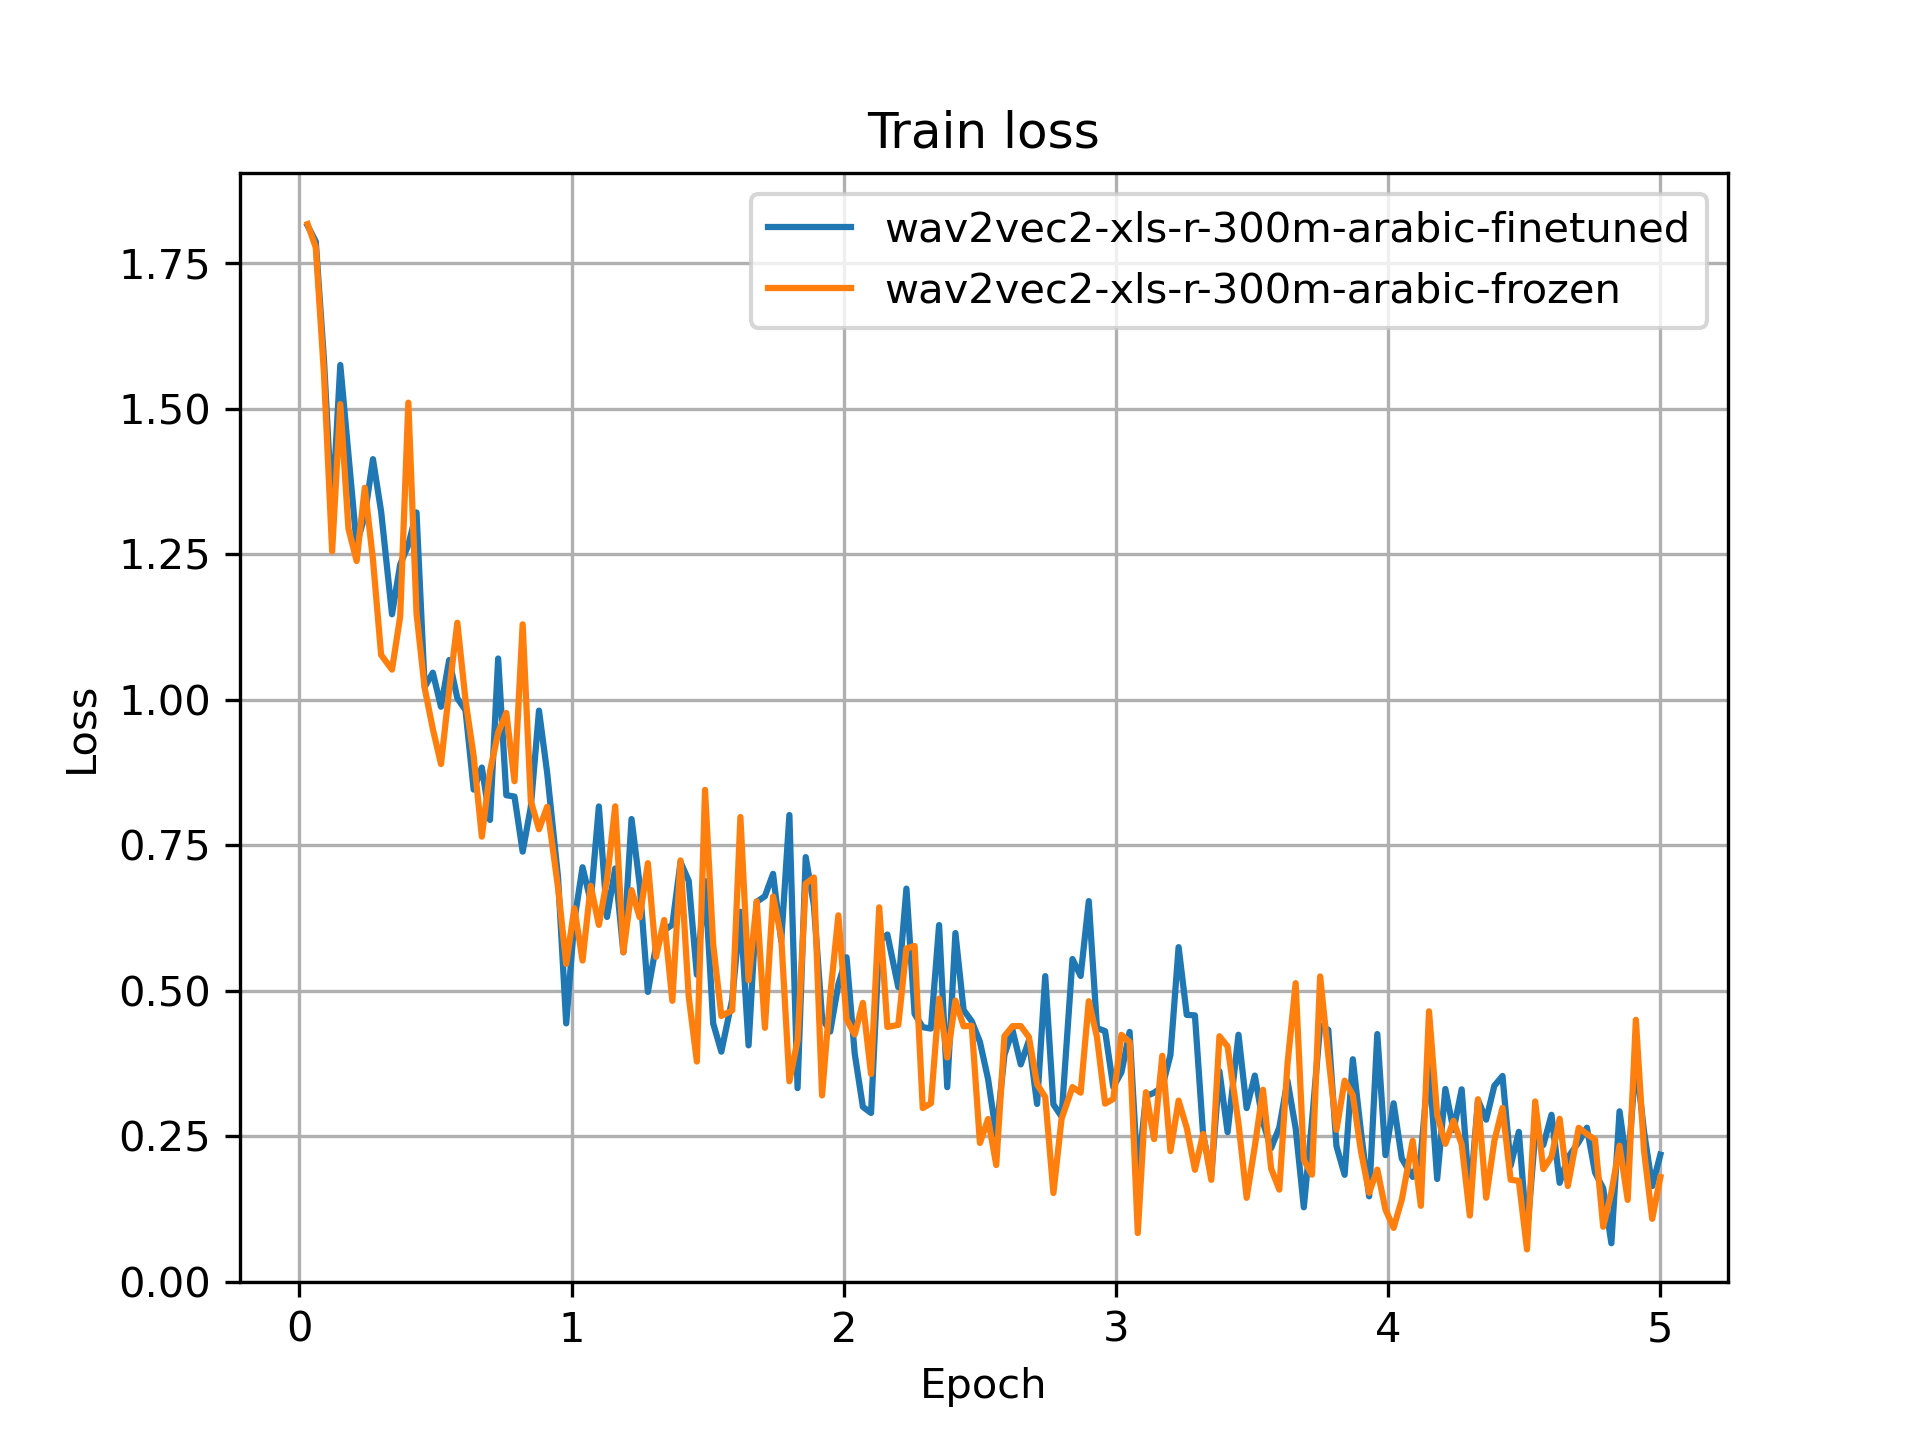 Train loss
wav2vec2-xls-r-300m-arabic-finetuned
wav2vec2-xls-r-300m-arabic-frozen
1.75
1.50
1.25
1.00
0.75
0.50
0.25
0.00
Loss
0 1 2 3 4 5
Epoch